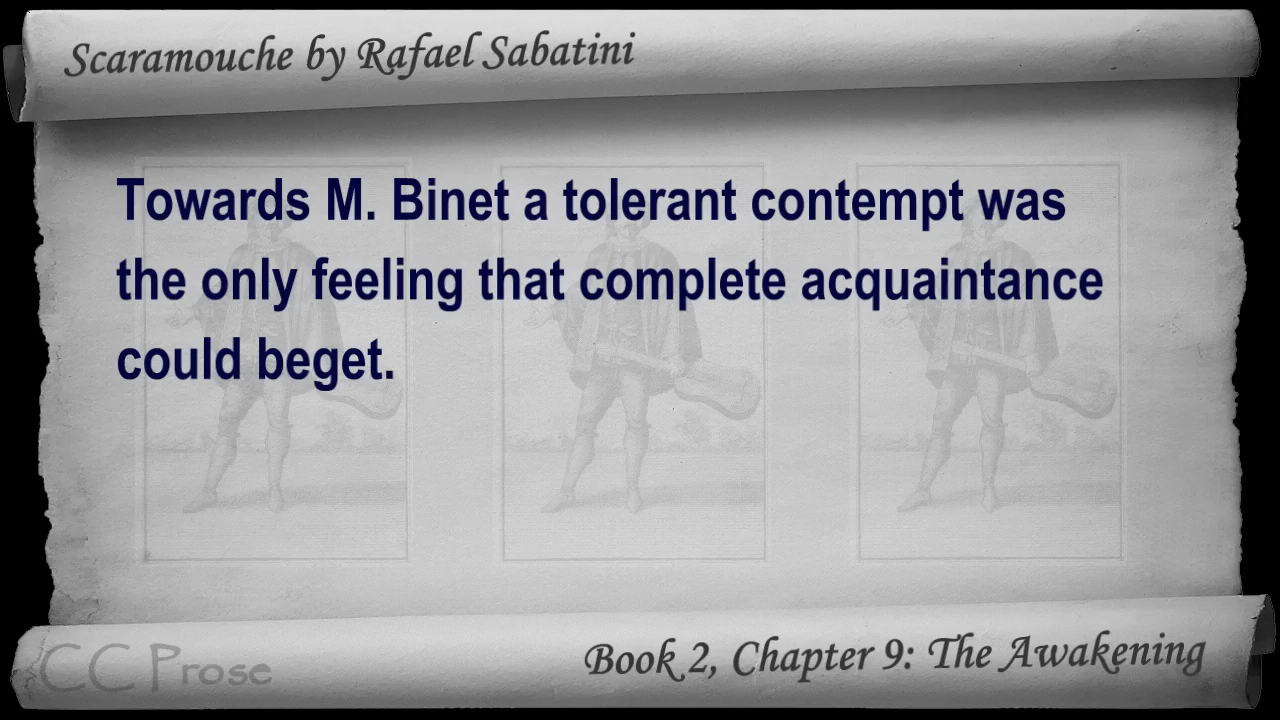 Scaramouche by Rafael Sabatini
Towards M. Binet a tolerant contempt was
the only feeling that complete acquaintance
could beget.
CC Prose
Book 2, Chapter 9: The Awakening